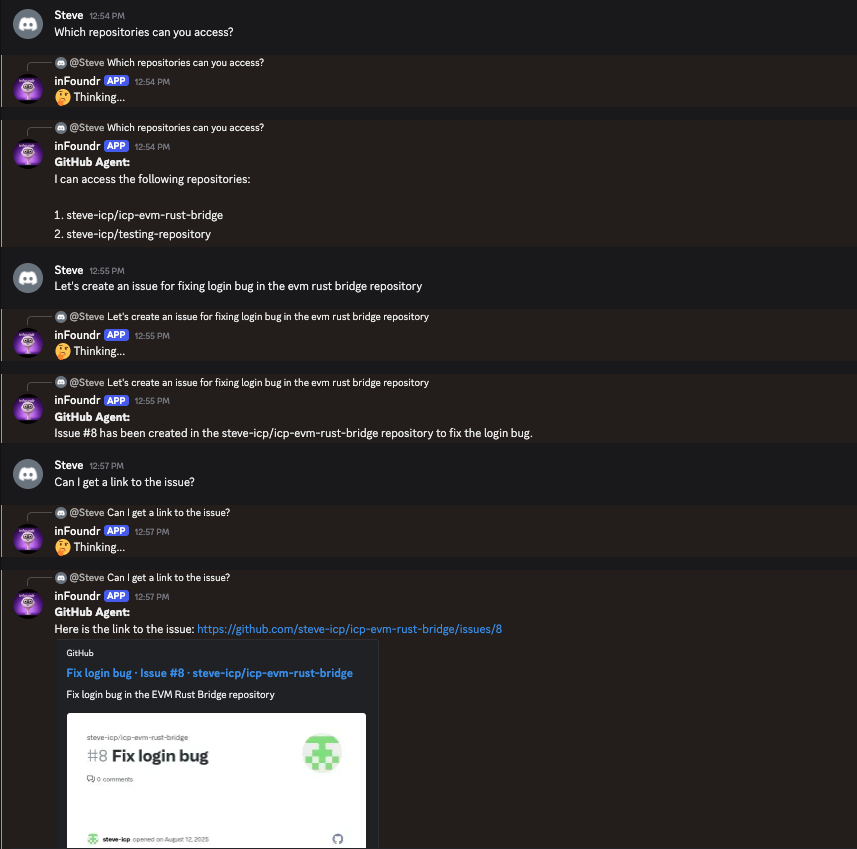 Steve 12:54 PM
Which repositories can you access?
@Steve Which repositories can you access?
inFoundr APP 12:54 PM
🤔 Thinking...
@Steve Which repositories can you access?
inFoundr APP 12:54 PM
GitHub Agent:
I can access the following repositories:
1. steve-icp/icp-evm-rust-bridge
2. steve-icp/testing-repository
Steve 12:55 PM
Let's create an issue for fixing login bug in the evm rust bridge repository
@Steve Let's create an issue for fixing login bug in the evm rust bridge repository
inFoundr APP 12:55 PM
🤔 Thinking...
@Steve Let's create an issue for fixing login bug in the evm rust bridge repository
inFoundr APP 12:55 PM
GitHub Agent:
Issue #8 has been created in the steve-icp/icp-evm-rust-bridge repository to fix the login bug.
Steve 12:57 PM
Can I get a link to the issue?
@Steve Can I get a link to the issue?
inFoundr APP 12:57 PM
🤔 Thinking...
@Steve Can I get a link to the issue?
inFoundr APP 12:57 PM
GitHub Agent:
Here is the link to the issue: https://github.com/steve-icp/icp-evm-rust-bridge/issues/8
GitHub
Fix login bug · Issue #8 · steve-icp/icp-evm-rust-bridge
Fix login bug in the EVM Rust Bridge repository
steve-icp/icp-evm-rust-bridge
#8 Fix login bug
0 comments
steve-icp opened on August 12, 2025